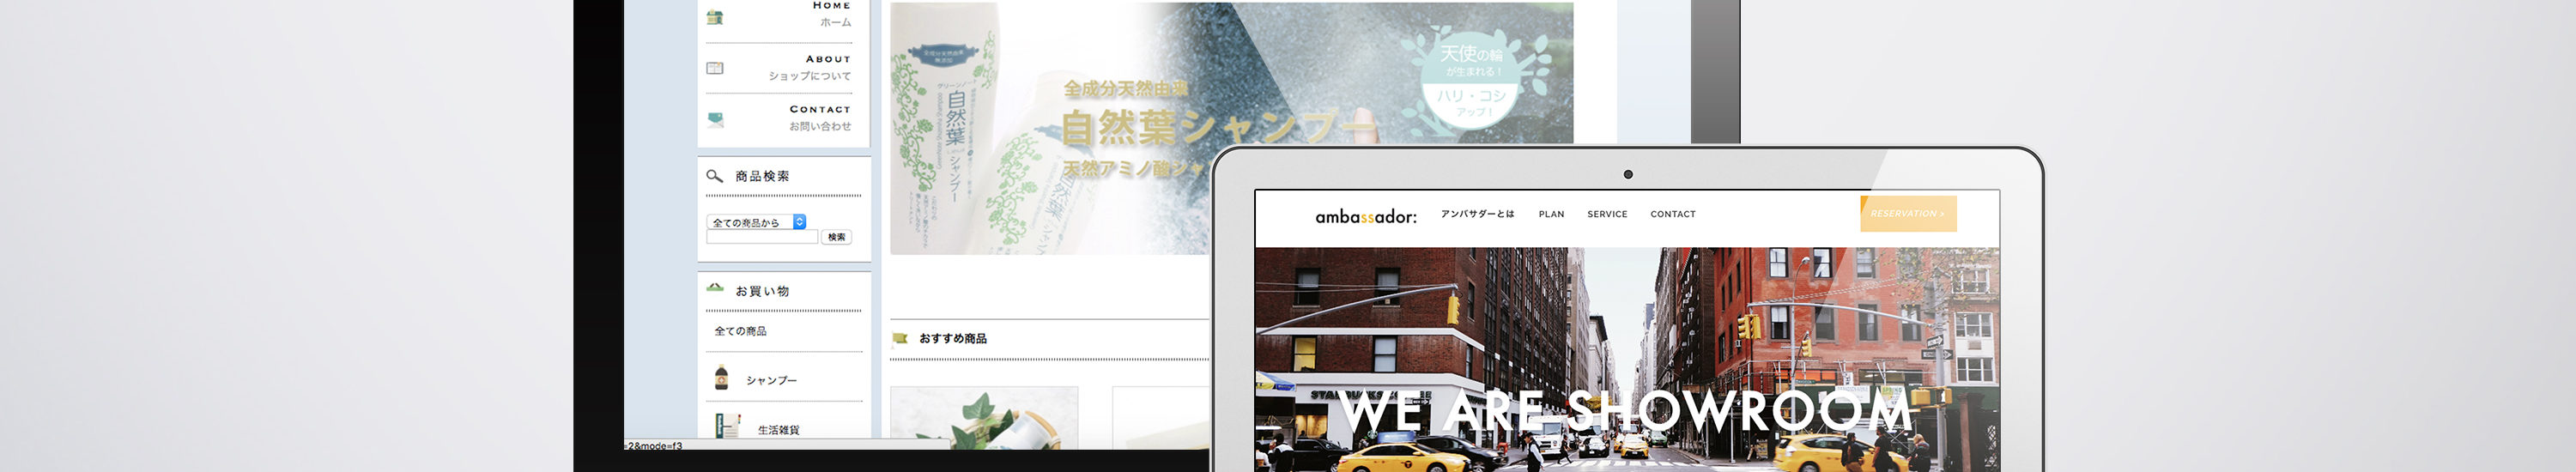 HOME
ホーム
ABOUT
ショップについて
CONTACT
お問い合わせ
商品検索
全ての商品から
検索
お買い物
全ての商品
シャンプー
生活雑貨
=2&mode=f3
自然葉
シャンプー
全成分天然由来
自然葉シャンプー
天然アミノ酸シャ
天使の輪
が生まれる！
ハリ・コシ
アップ！
おすすめ商品
ambassador:
アンバサダーとは
PLAN
SERVICE
CONTACT
RESERVATION >
WE ARE SHOWROOM